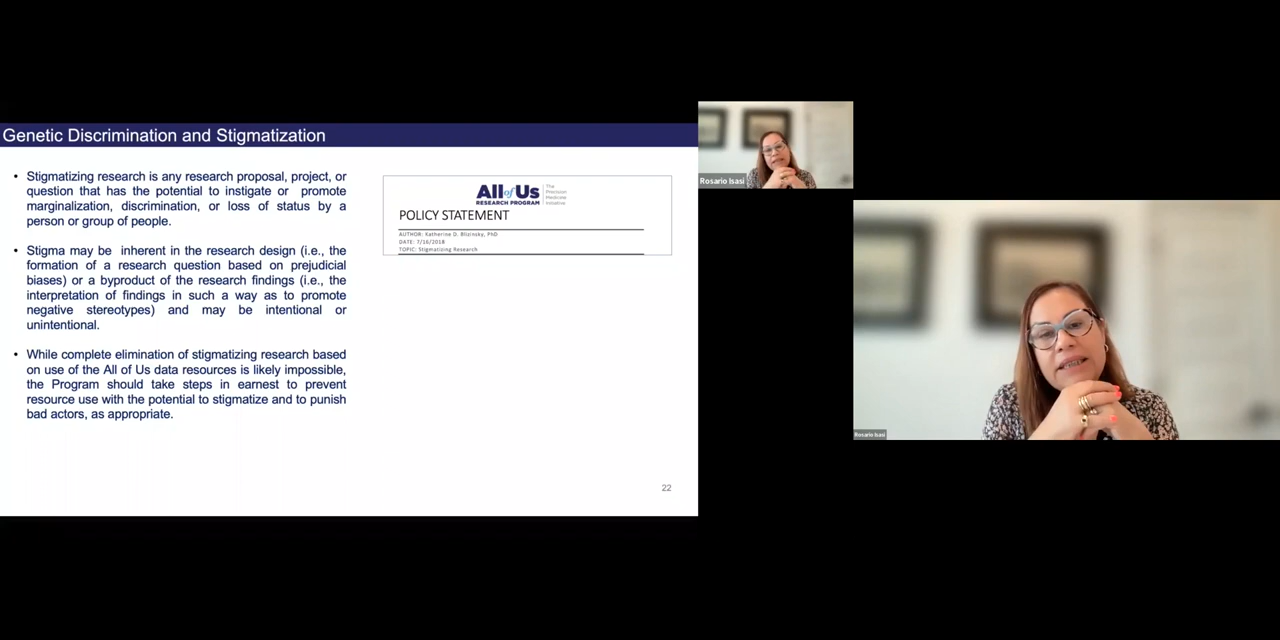 Genetic Discrimination and Stigmatization
• Stigmatizing research is any research proposal, project, or
question that has the potential to instigate or promote
marginalization, discrimination, or loss of status by a
person or group of people.
• Stigma may be inherent in the research design (i.e., the
formation of a research question based on prejudicial
biases) or a byproduct of the research findings (i.e., the
interpretation of findings in such a way as to promote
negative stereotypes) and may be intentional or
unintentional.
• While complete elimination of stigmatizing research based
on use of the All of Us data resources is likely impossible,
the Program should take steps in earnest to prevent
resource use with the potential to stigmatize and to punish
bad actors, as appropriate.
All of Us
RESEARCH PROGRAM
The
Precision
Medicine
Initiative
POLICY STATEMENT
AUTHOR: Katherine D. Blizinsky, PhD
DATE: 7/16/2018
TOPIC: Stigmatizing Research
22
Rosario Isasi
Rosario Isasi